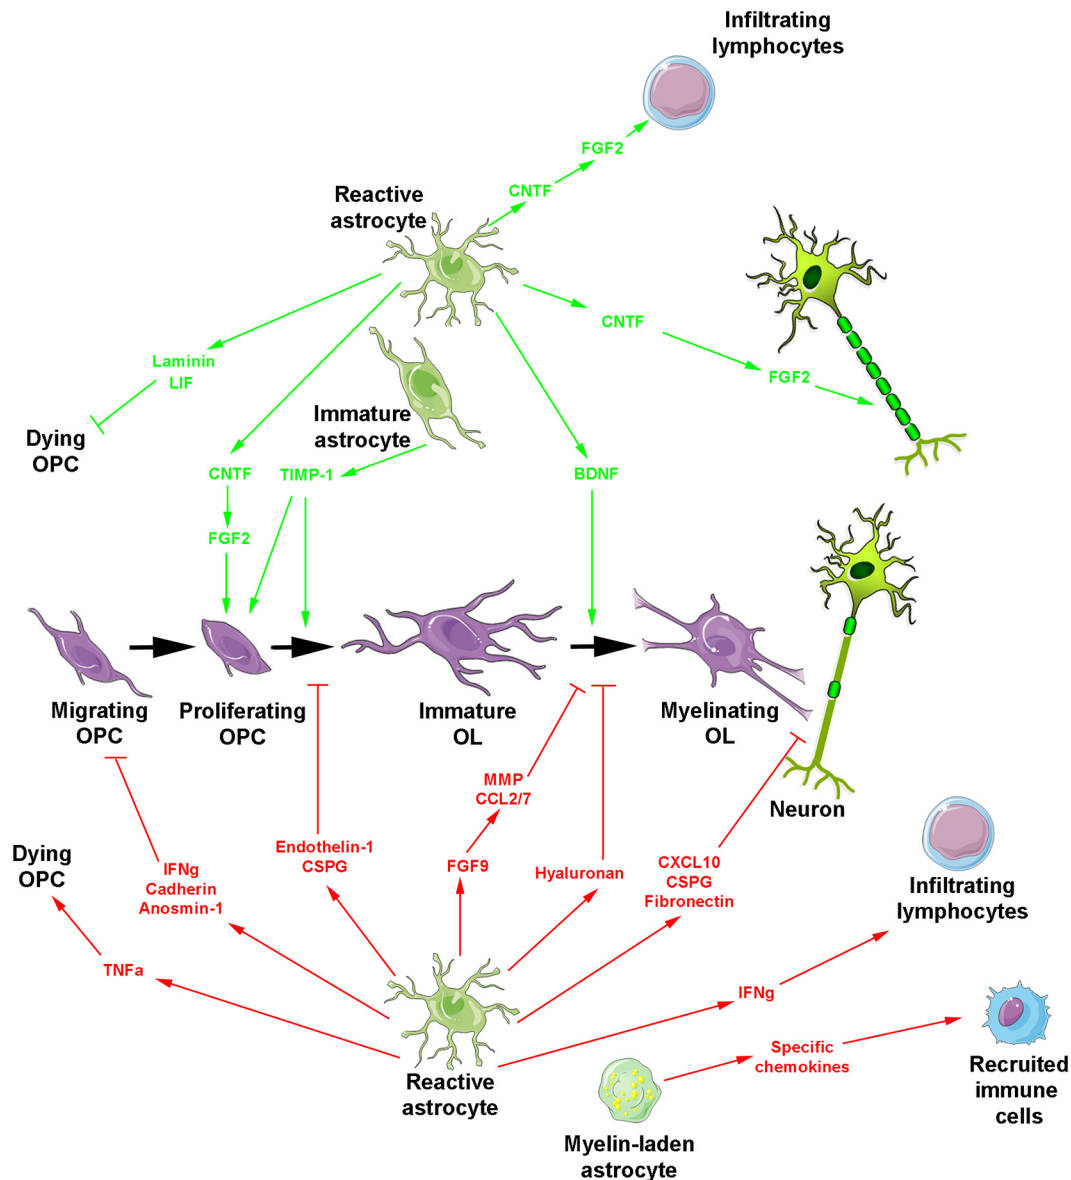 Infiltrating
lymphocytes
FGF2
CNTF
Reactive
astrocyte
CNTF
FGF2
Laminin
LIF
Immature
astrocyte
Dying
OPC
CNTF
TIMP-1
BDNF
FGF2
Migrating
OPC
Proliferating
OPC
Immature
OL
Myelinating
OL
Neuron
MMP
CCL2/7
Endothelin-1
CSPG
FGF9
Hyaluronan
CXCL10
CSPG
Fibronectin
Dying
OPC
IFNg
Cadherin
Anosmin-1
TNFa
Infiltrating
lymphocytes
IFNg
Specific
chemokines
Reactive
astrocyte
Recruited
immune
cells
Myelin-laden
astrocyte